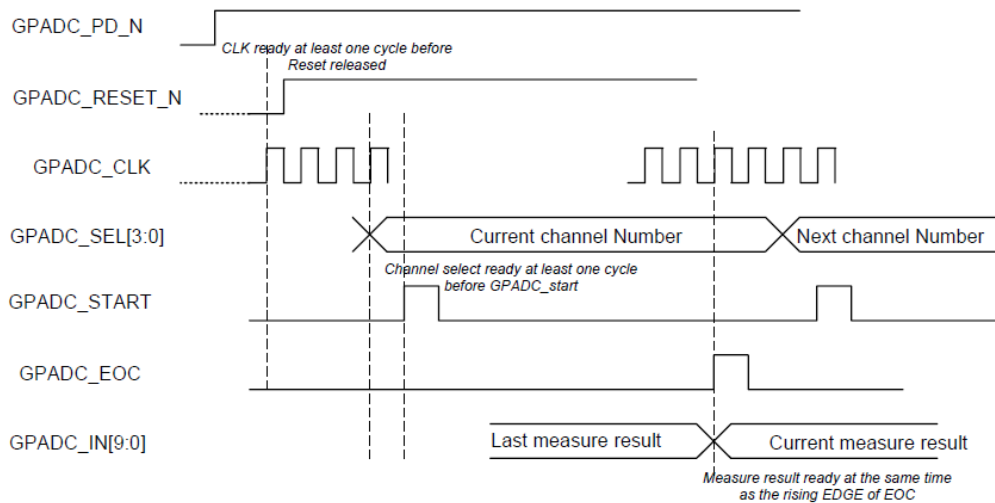 GPADC_PD_N
CLK ready at least one cycle before
Reset released
GPADC_RESET_N
GPADC_CLK
GPADC_SEL[3:0]
Current channel Number
Next channel Number
Channel select ready at least one cycle
before GPADC_start
GPADC_START
GPADC_EOC
GPADC_IN[9:0]
Last measure result
Current measure result
Measure result ready at the same time
as the rising EDGE of EOC